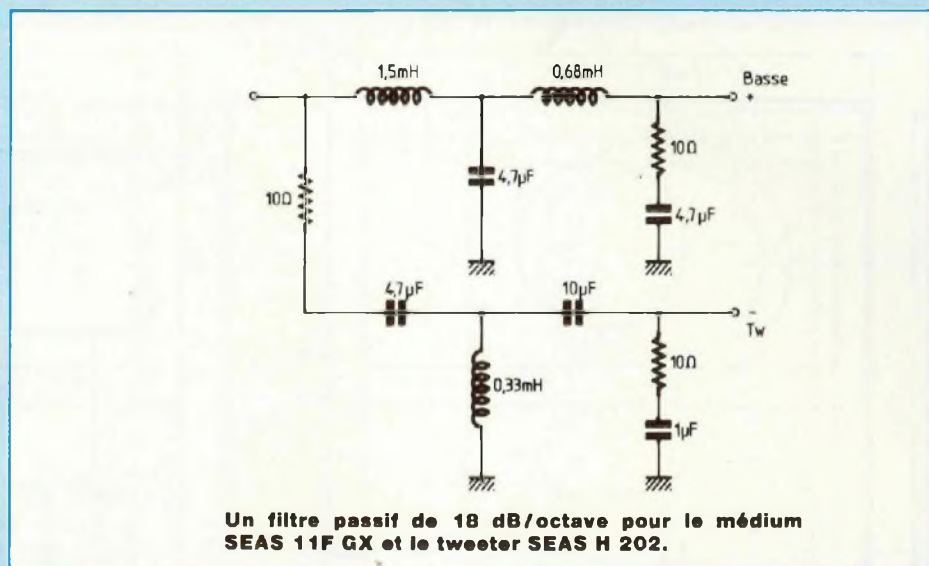 1,5mH
0,68mH
Basse
+
10Ω
4,7µF
10Ω
4,7µF
4,7µF
10µF
-
Tw
0,33mH
10Ω
1µF
Un filtre passif de 18 dB/octave pour le médium
SEAS 11F GX et le tweeter SEAS H 202.